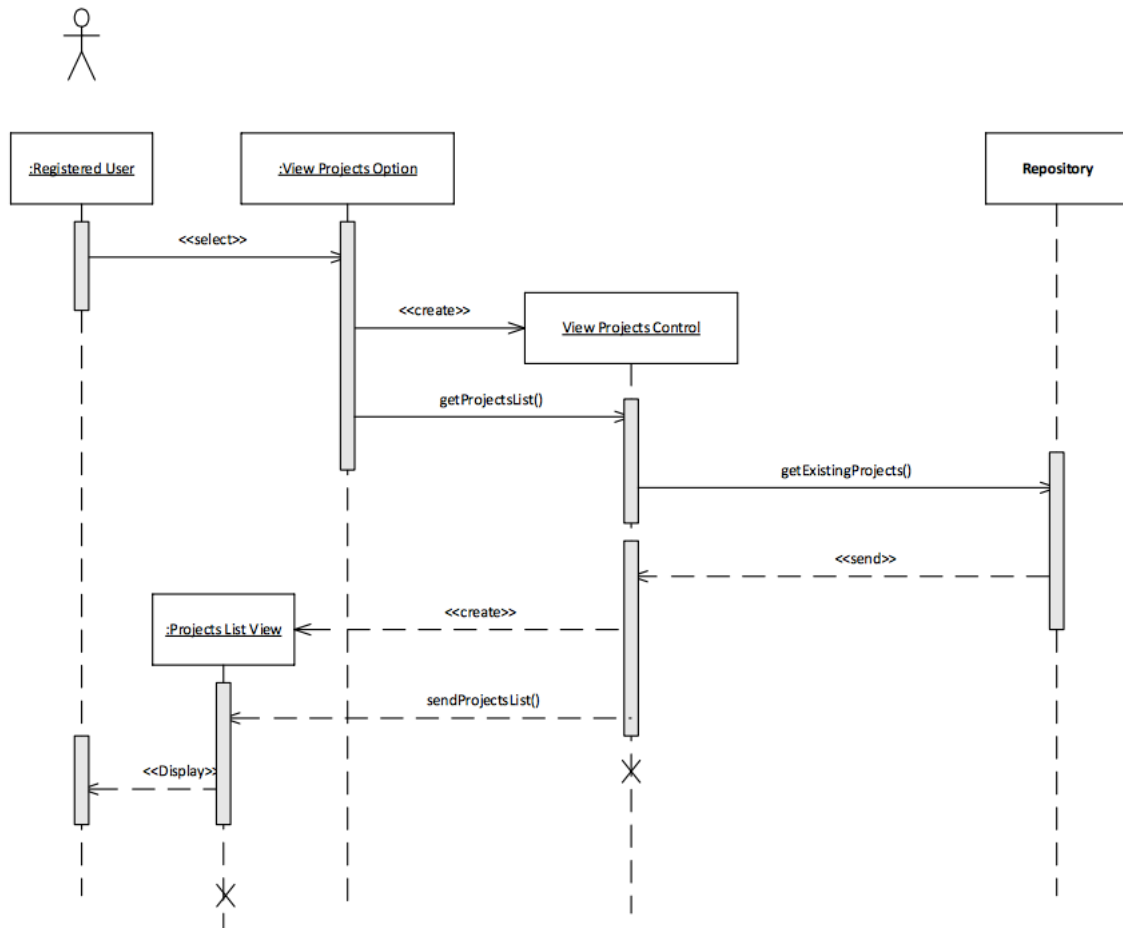 :Registered User
:View Projects Option
Repository
<<select>>
<<create>>
View Projects Control
getProjectsList()
getExistingProjects()
<<send>>
<<create>>
:Projects List View
sendProjectsList()
<<Display>>